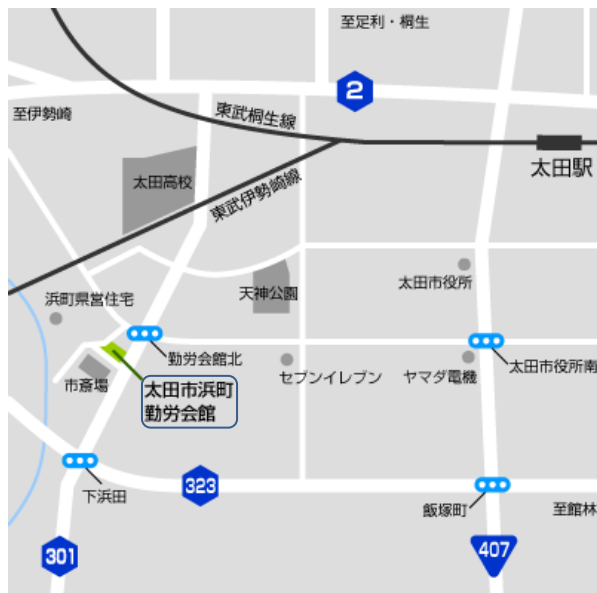 至足利・桐生
2
至伊勢崎
東武桐生線
太田駅
太田高校
東武伊勢崎線
太田市役所
天神公園
浜町県営住宅
勤労会館北
太田市役所南
セブンイレブン
ヤマダ電機
市斎場
太田市浜町
勤労会館
下浜田
323
飯塚町
至館林
301
407